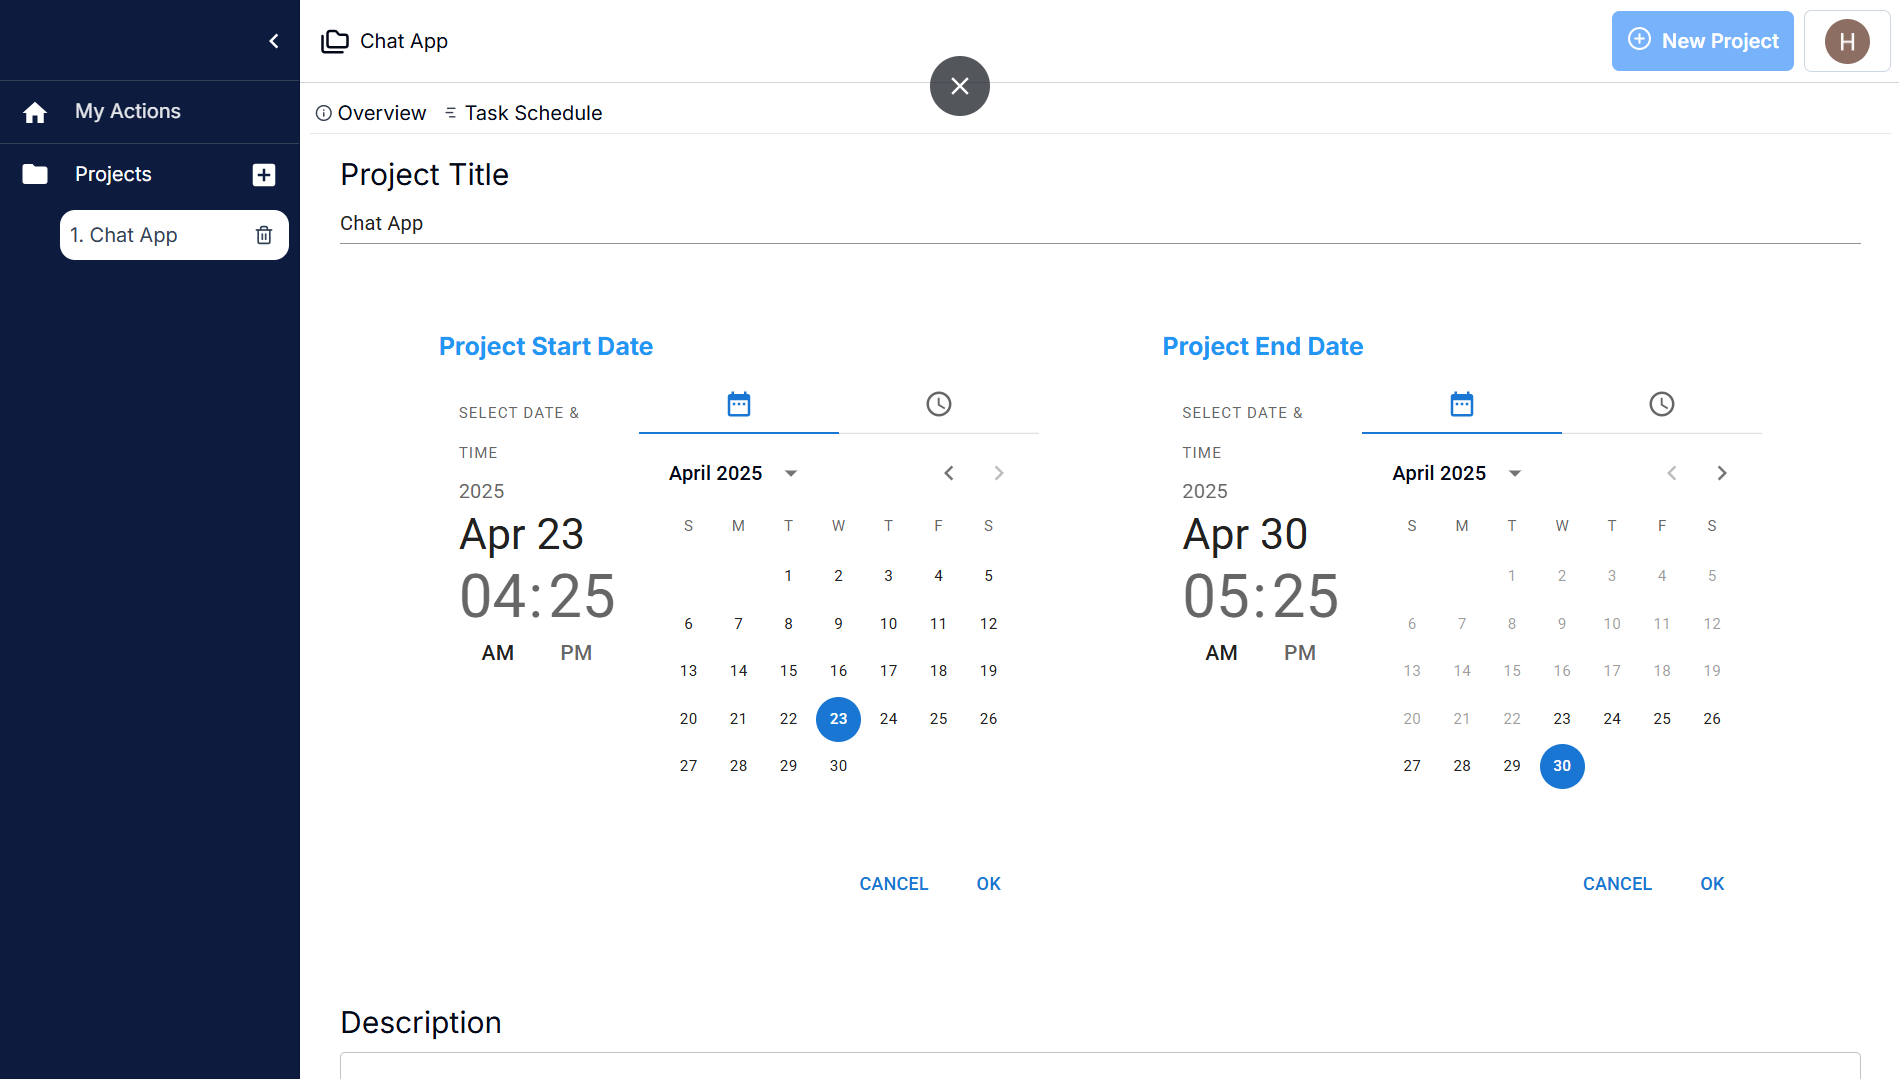 Chat App
New Project
H
My Actions
Overview
Task Schedule
Projects
1. Chat App
Project Title
Chat App
Project Start Date
SELECT DATE &
TIME
2025
Apr 23
04:25
AM PM
April 2025
S M T W T F S
1 2 3 4 5
6 7 8 9 10 11 12
13 14 15 16 17 18 19
20 21 22 23 24 25 26
27 28 29 30
CANCEL OK
Project End Date
SELECT DATE &
TIME
2025
Apr 30
05:25
AM PM
April 2025
S M T W T F S
1 2 3 4 5
6 7 8 9 10 11 12
13 14 15 16 17 18 19
20 21 22 23 24 25 26
27 28 29 30
CANCEL OK
Description